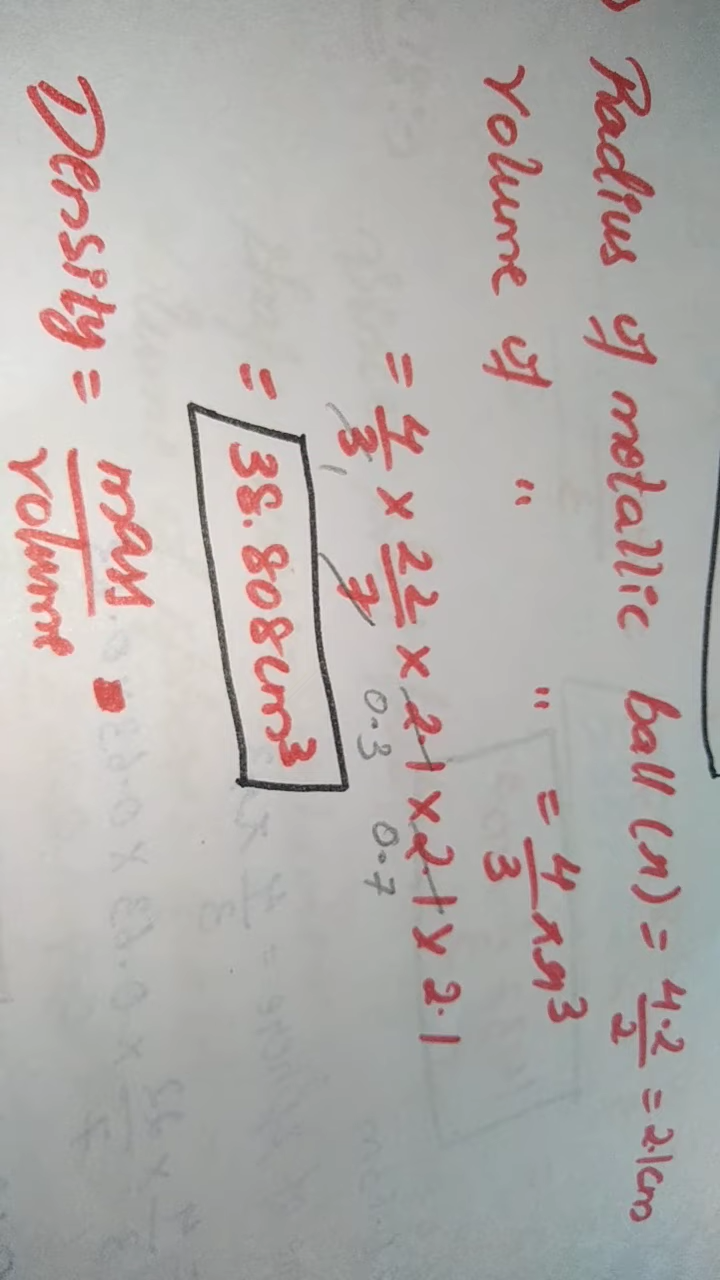 Radius of metallic ball (r) = 4.2/2 = 2.1cm
Volume of " " = 4/3 πr³
= 4/3 × 22/7 × 2.1 × 2.1 × 2.1
1 0.3 0.7
= 38.808cm³
Density = mass/volume